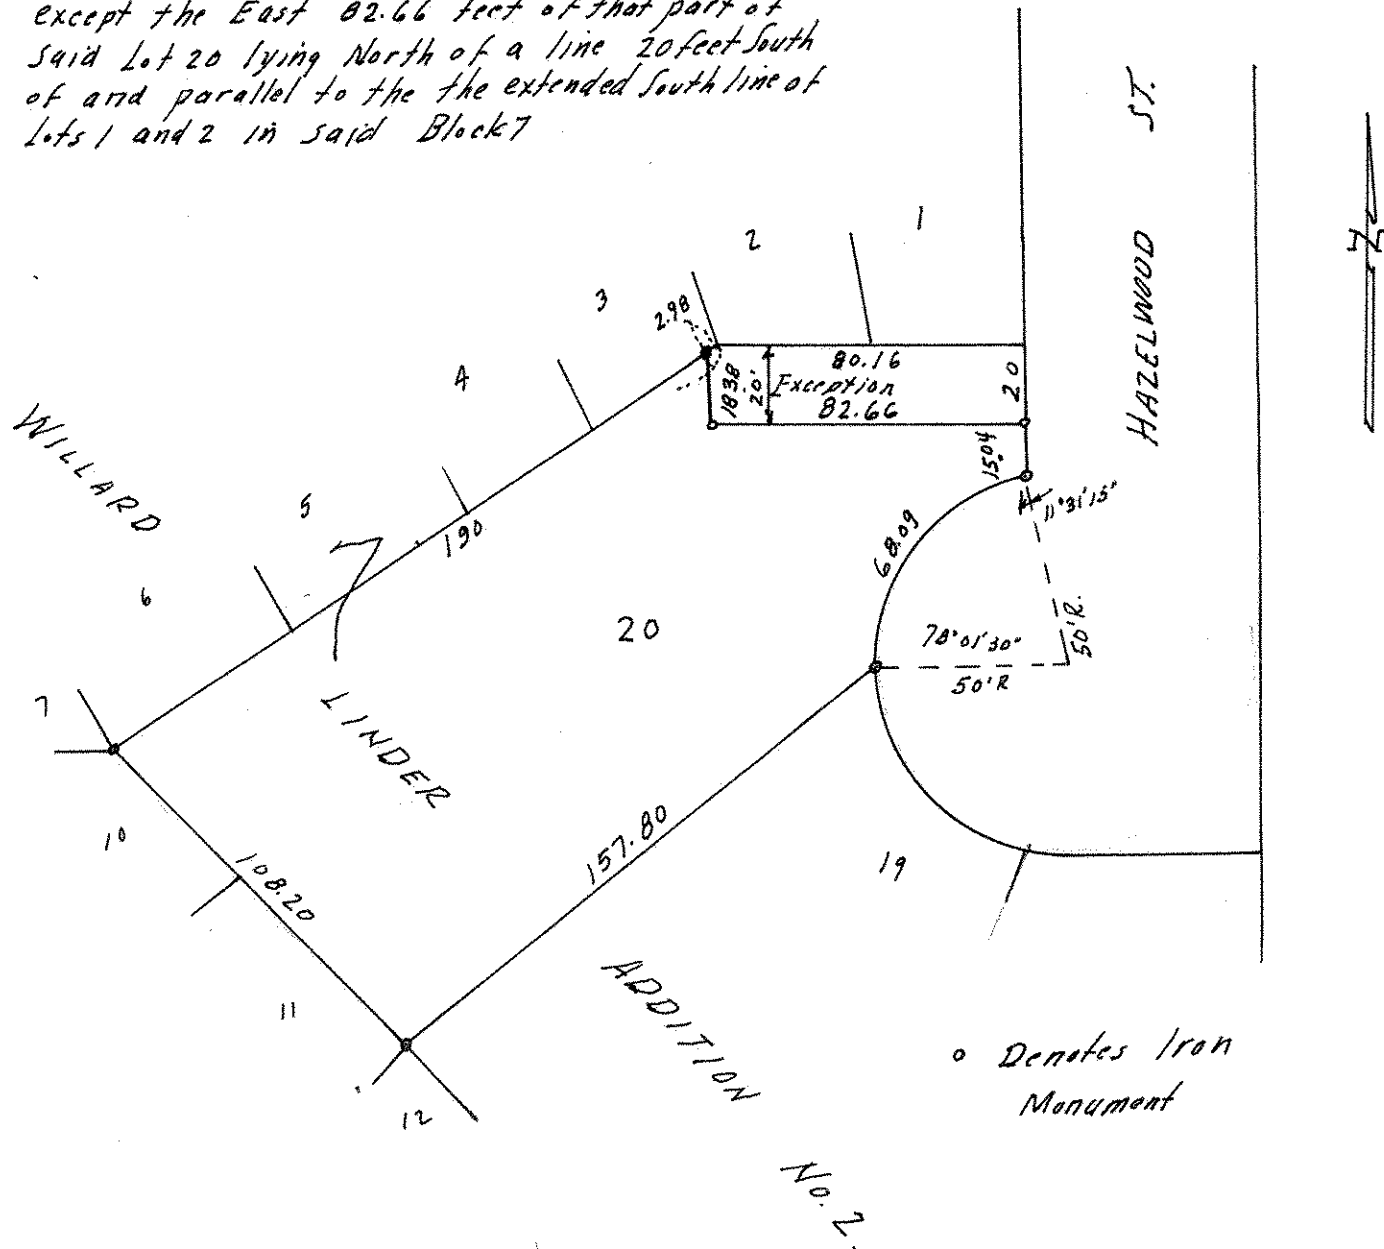 except the East 82.66 feet of that part of
said Lot 20 lying North of a line 20 feet South
of and parallel to the the extended South line of
Lots 1 and 2 in said Block 7
HAZELWOOD ST.
N
1
2
3
2.98
4
80.16
Exception
82.66
18.38
20'
20
15.04
11°31'15"
WILLARD
5
190
68.09
6
7
20
78°01'30"
50'R
50'R.
7
LINDER
10
108.20
157.80
19
11
ADDITION
12
o Denotes Iron
Monument
No. 2.